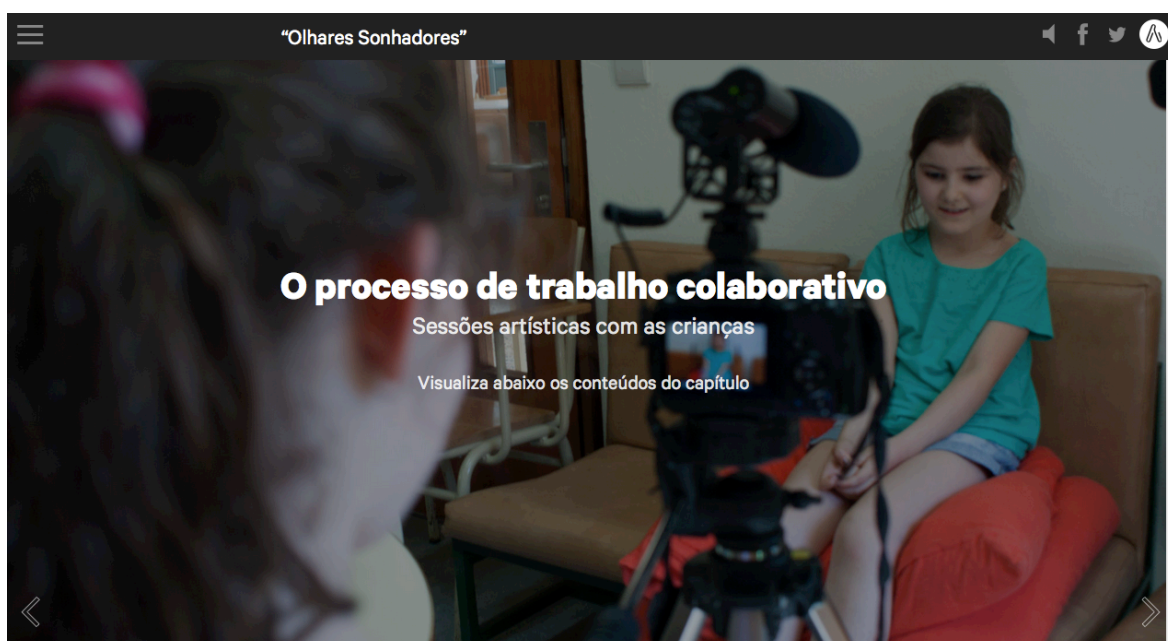 “Olhares Sonhadores”
O processo de trabalho colaborativo
Sessões artísticas com as crianças
Visualiza abaixo os conteúdos do capítulo